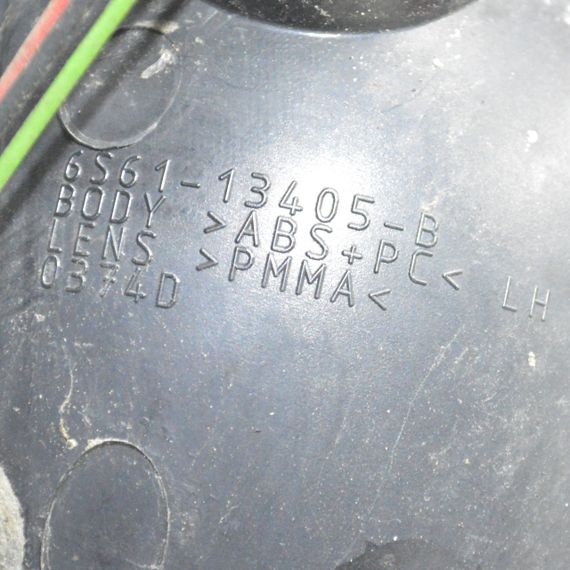 6S61-13405-B
BODY >ABS+PC< LH
LENS >PMMA<
0374D